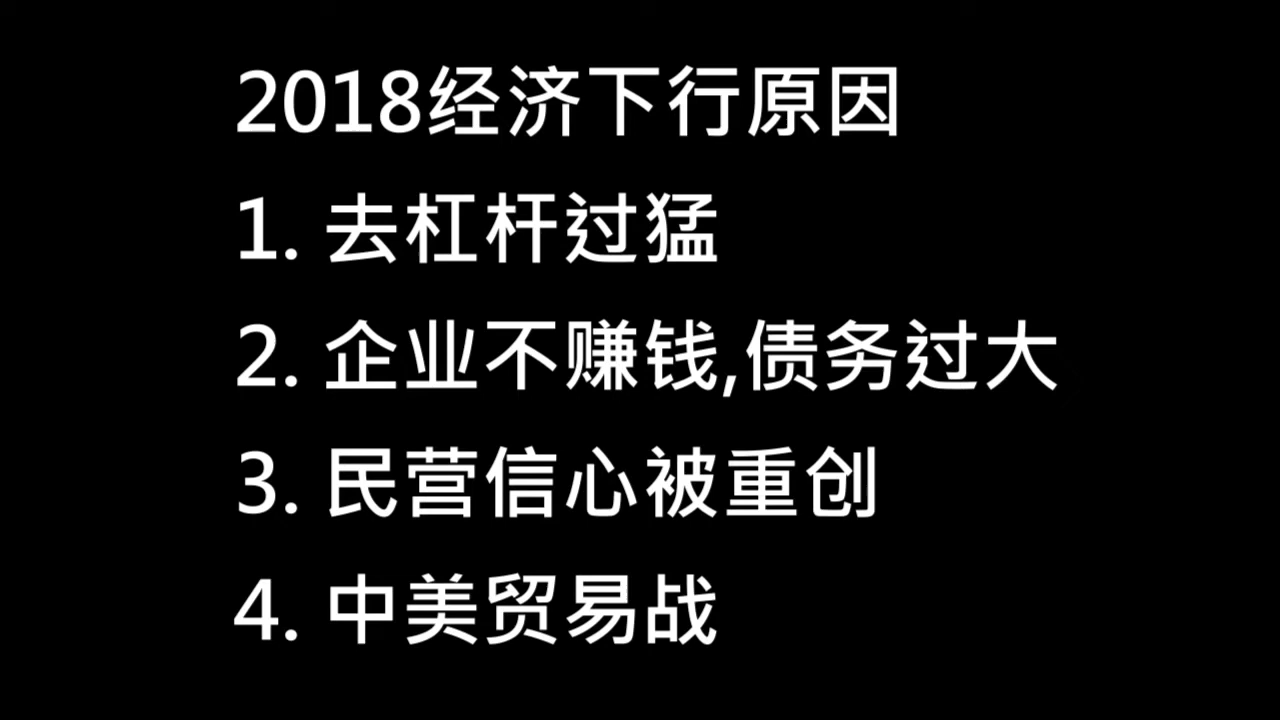 2018经济下行原因
1. 去杠杆过猛
2. 企业不赚钱,债务过大
3. 民营信心被重创
4. 中美贸易战